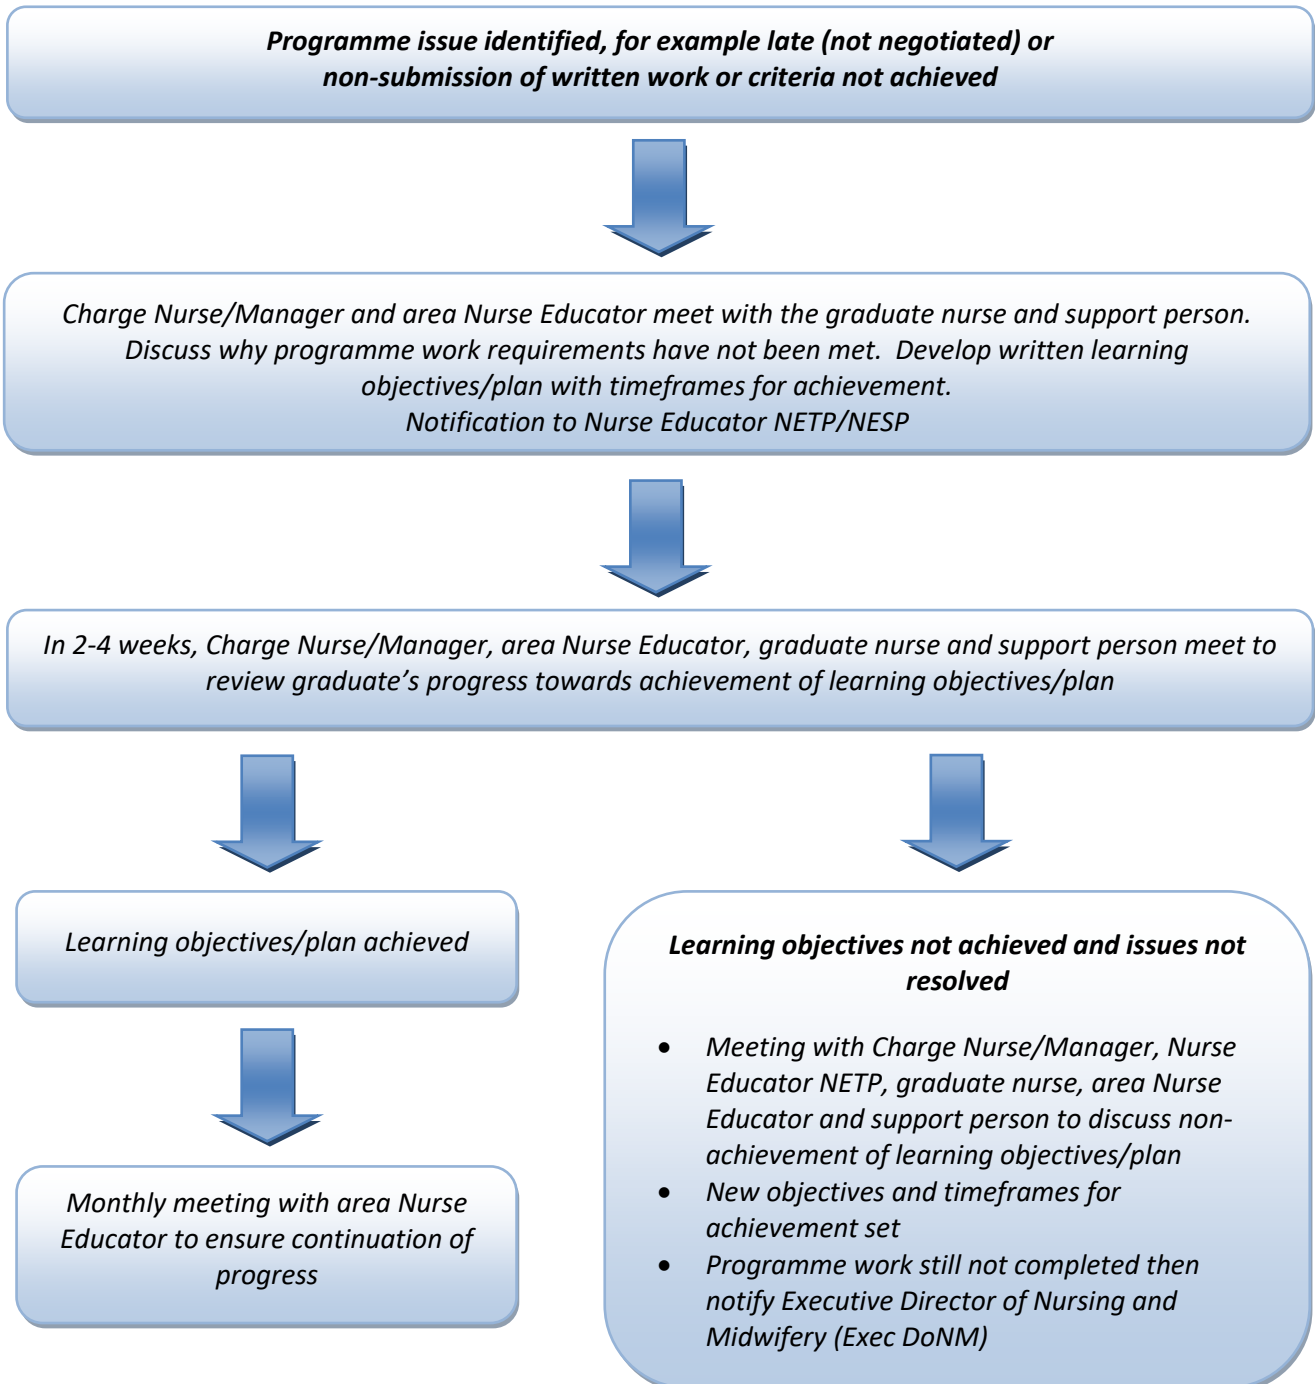 Programme issue identified, for example late (not negotiated) or
non-submission of written work or criteria not achieved
Charge Nurse/Manager and area Nurse Educator meet with the graduate nurse and support person.
Discuss why programme work requirements have not been met.  Develop written learning
objectives/plan with timeframes for achievement.
Notification to Nurse Educator NETP/NESP
In 2-4 weeks, Charge Nurse/Manager, area Nurse Educator, graduate nurse and support person meet to
review graduate's progress towards achievement of learning objectives/plan
Learning objectives/plan achieved
Monthly meeting with area Nurse
Educator to ensure continuation of
progress
Learning objectives not achieved and issues not
resolved
• Meeting with Charge Nurse/Manager, Nurse
Educator NETP, graduate nurse, area Nurse
Educator and support person to discuss non-
achievement of learning objectives/plan
• New objectives and timeframes for
achievement set
• Programme work still not completed then
notify Executive Director of Nursing and
Midwifery (Exec DoNM)